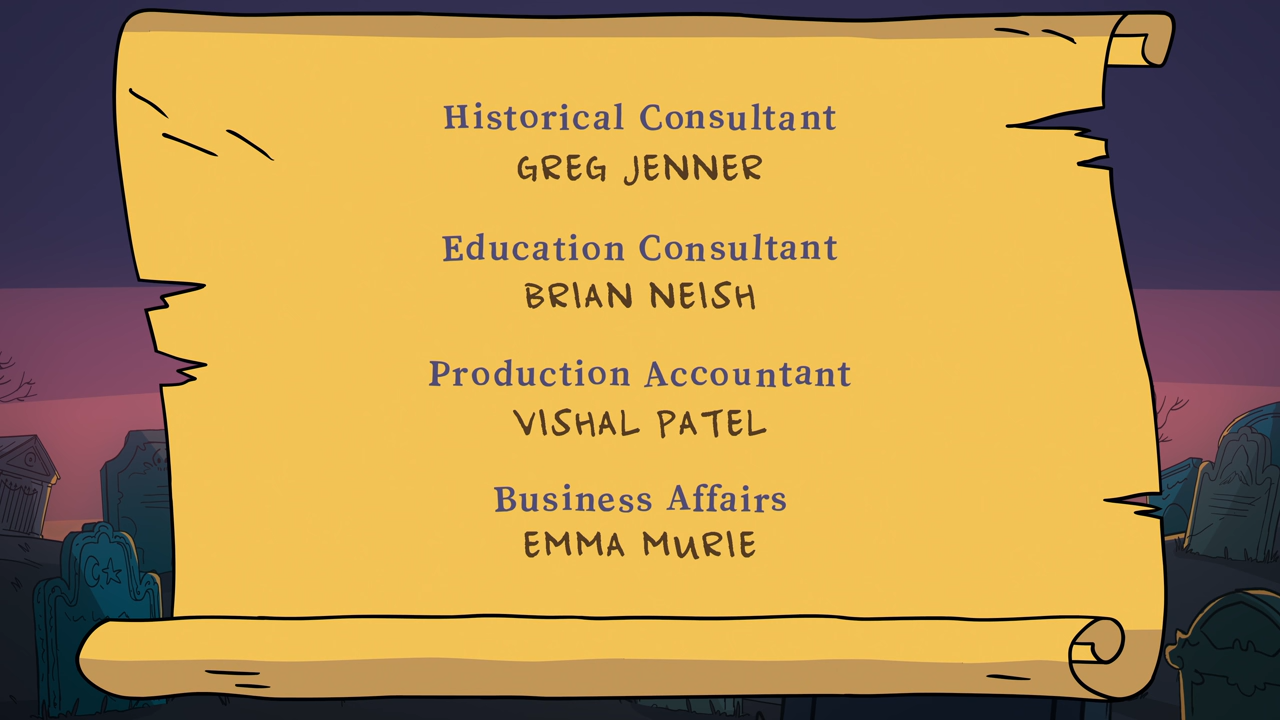 Historical Consultant
GREG JENNER
Education Consultant
BRIAN NEISH
Production Accountant
VISHAL PATEL
Business Affairs
EMMA MURIE